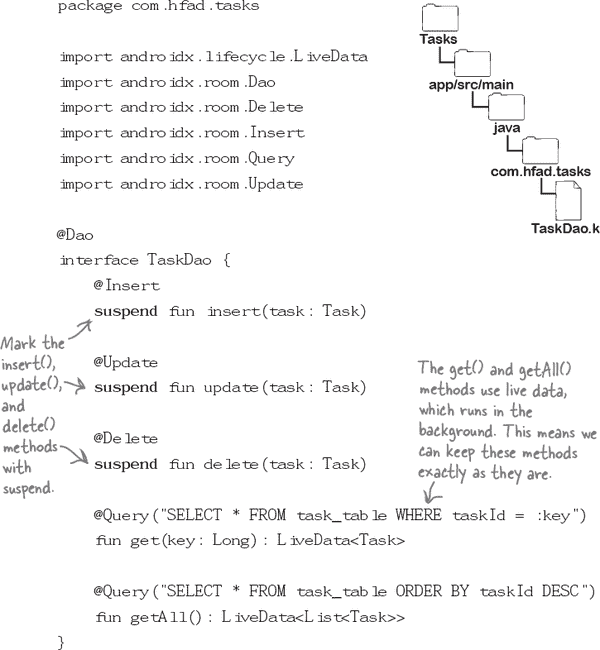 package com.hfad.tasks
import androidx.lifecycle.LiveData
import androidx.room.Dao
import androidx.room.Delete
import androidx.room.Insert
import androidx.room.Query
import androidx.room.Update
Tasks
app/src/main
java
com.hfad.tasks
TaskDao.k
@Dao
interface TaskDao {
@Insert
suspend fun insert(task: Task)
@Update
suspend fun update(task: Task)
@Delete
suspend fun delete(task: Task)
@Query("SELECT * FROM task_table WHERE taskId = :key")
fun get(key: Long): LiveData<Task>
@Query("SELECT * FROM task_table ORDER BY taskId DESC")
fun getAll(): LiveData<List<Task>>
}
Mark the
insert(),
update(),
and
delete()
methods
with
suspend.
The get() and getAll()
methods use live data,
which runs in the
background. This means we
can keep these methods
exactly as they are.